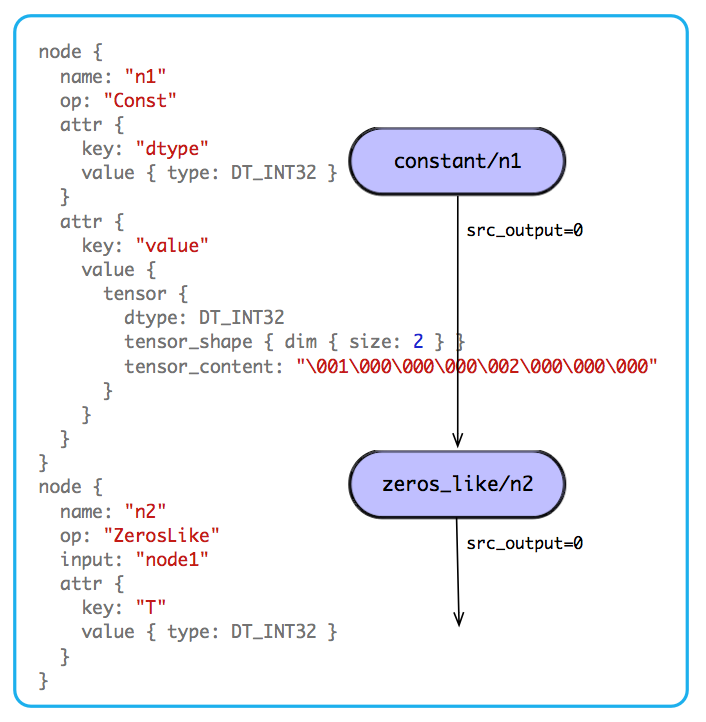 node {
  name: "n1"
  op: "Const"
  attr {
    key: "dtype"
    value { type: DT_INT32 }
  }
  attr {
    key: "value"
    value {
      tensor {
        dtype: DT_INT32
        tensor_shape { dim { size: 2 } }
        tensor_content: "\001\000\000\000\002\000\000\000"
      }
    }
  }
}
node {
  name: "n2"
  op: "ZerosLike"
  input: "node1"
  attr {
    key: "T"
    value { type: DT_INT32 }
  }
}
constant/n1
src_output=0
zeros_like/n2
src_output=0